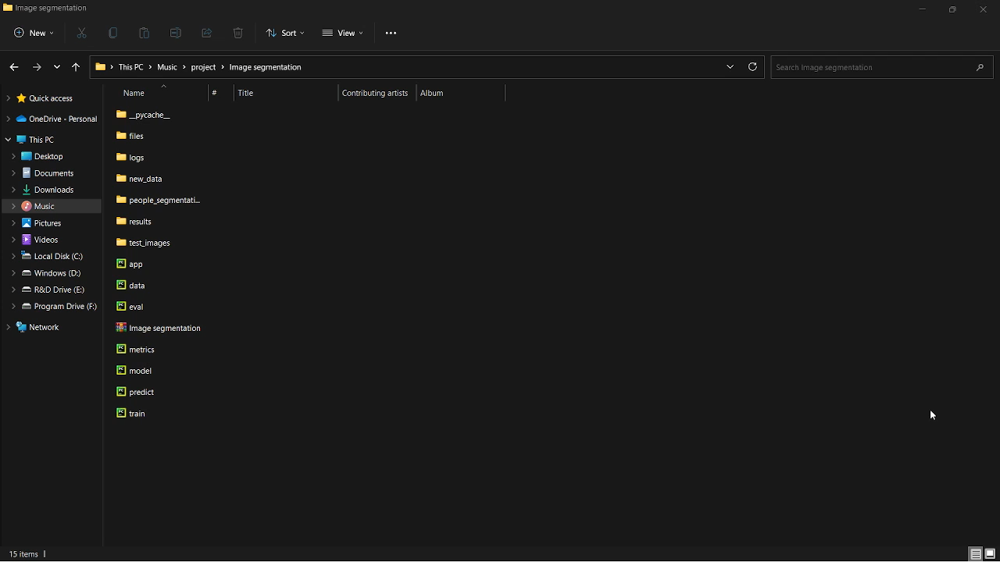 Image segmentation
New
Sort
View
This PC
Music
project
Image segmentation
Search Image segmentation
Name
#
Title
Contributing artists
Album
Quick access
OneDrive - Personal
This PC
Desktop
Documents
Downloads
Music
Pictures
Videos
Local Disk (C:)
Windows (D:)
R&D Drive (E:)
Program Drive (F:)
Network
__pycache__
files
logs
new_data
people_segmentati...
results
test_images
app
data
eval
Image segmentation
metrics
model
predict
train
15 items